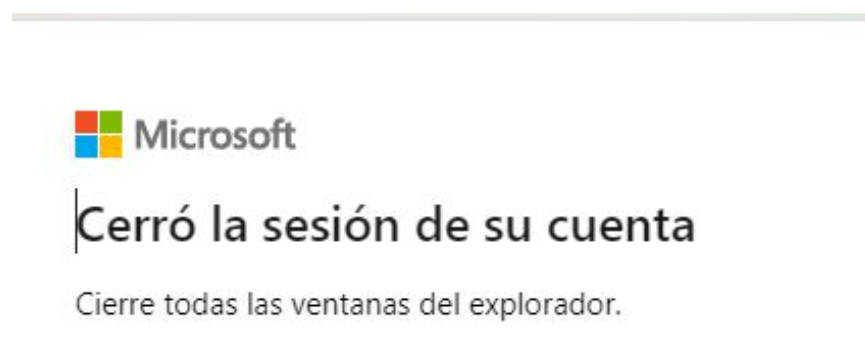 Microsoft
Cerró la sesión de su cuenta
Cierre todas las ventanas del explorador.